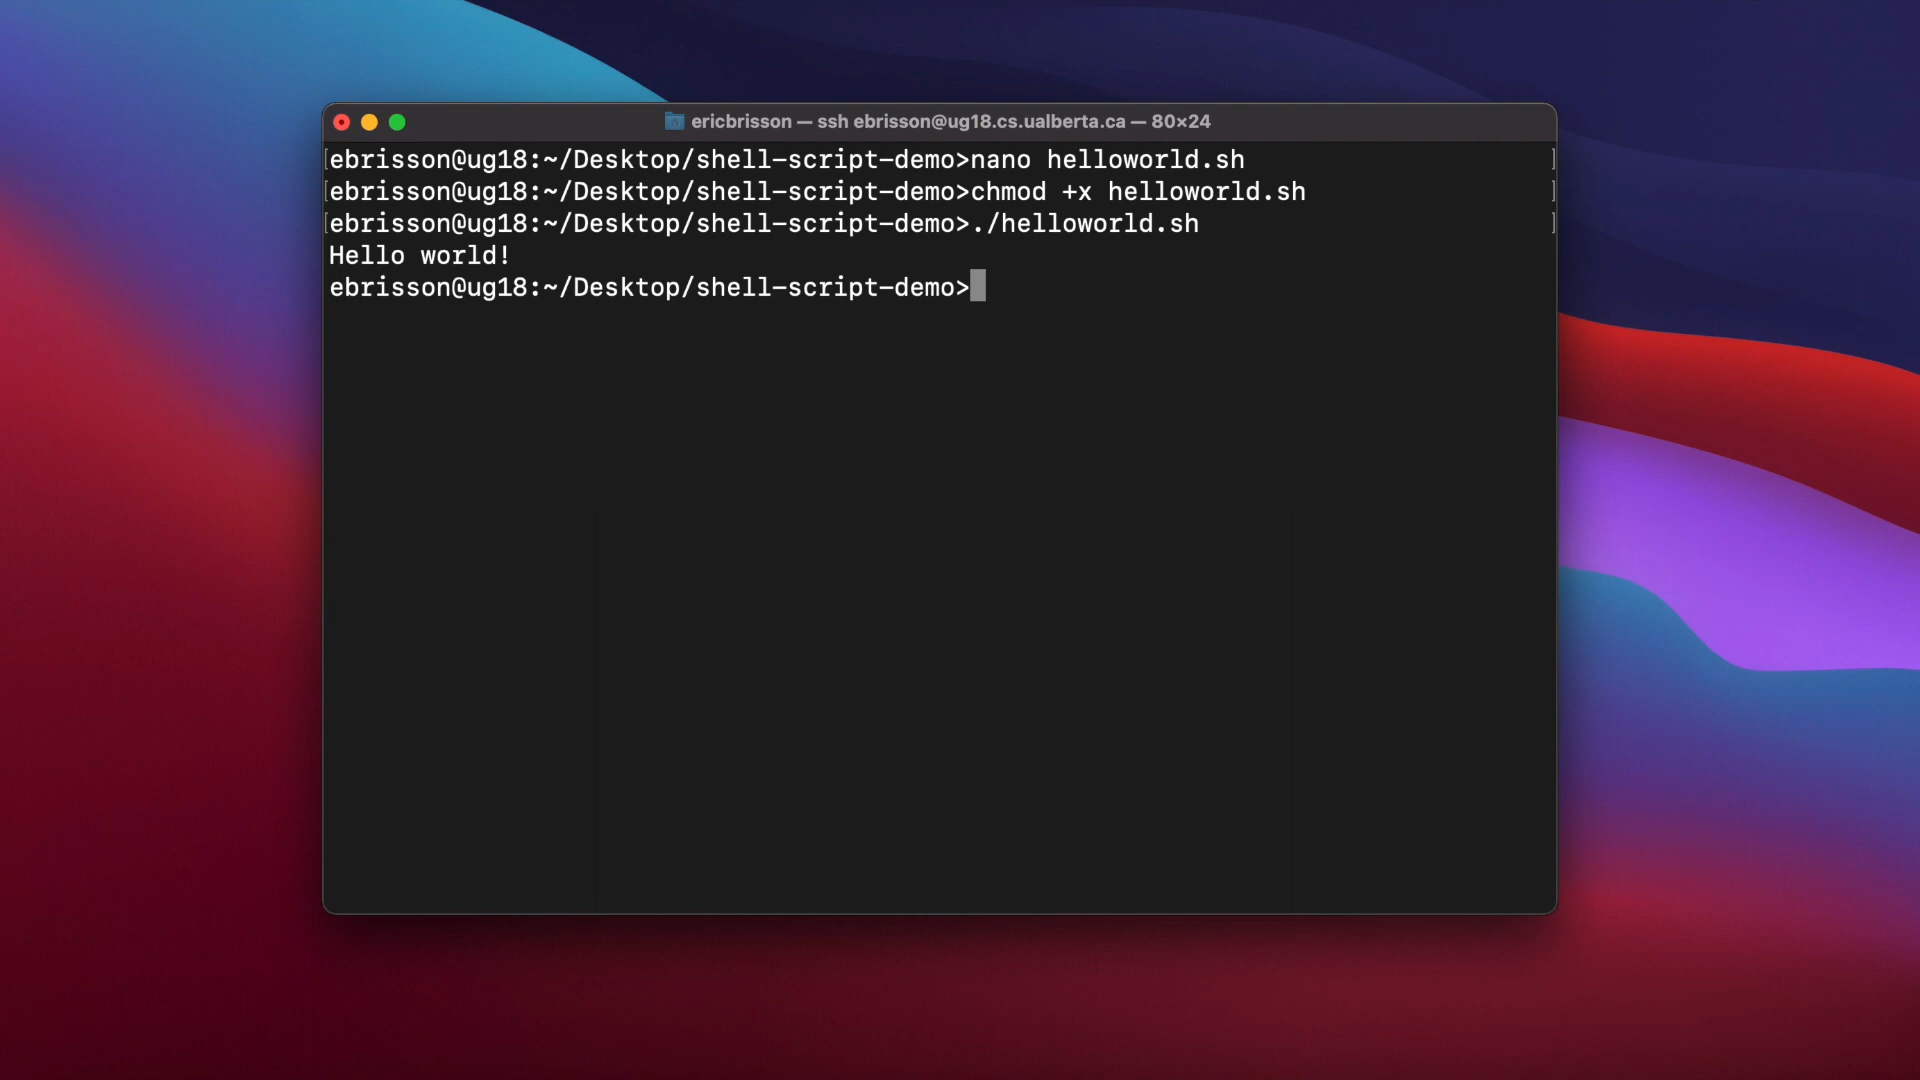 ericbrisson — ssh ebrisson@ug18.cs.ualberta.ca — 80×24
[ebrisson@ug18:~/Desktop/shell-script-demo>nano helloworld.sh ]
[ebrisson@ug18:~/Desktop/shell-script-demo>chmod +x helloworld.sh ]
[ebrisson@ug18:~/Desktop/shell-script-demo>./helloworld.sh ]
Hello world!
ebrisson@ug18:~/Desktop/shell-script-demo>